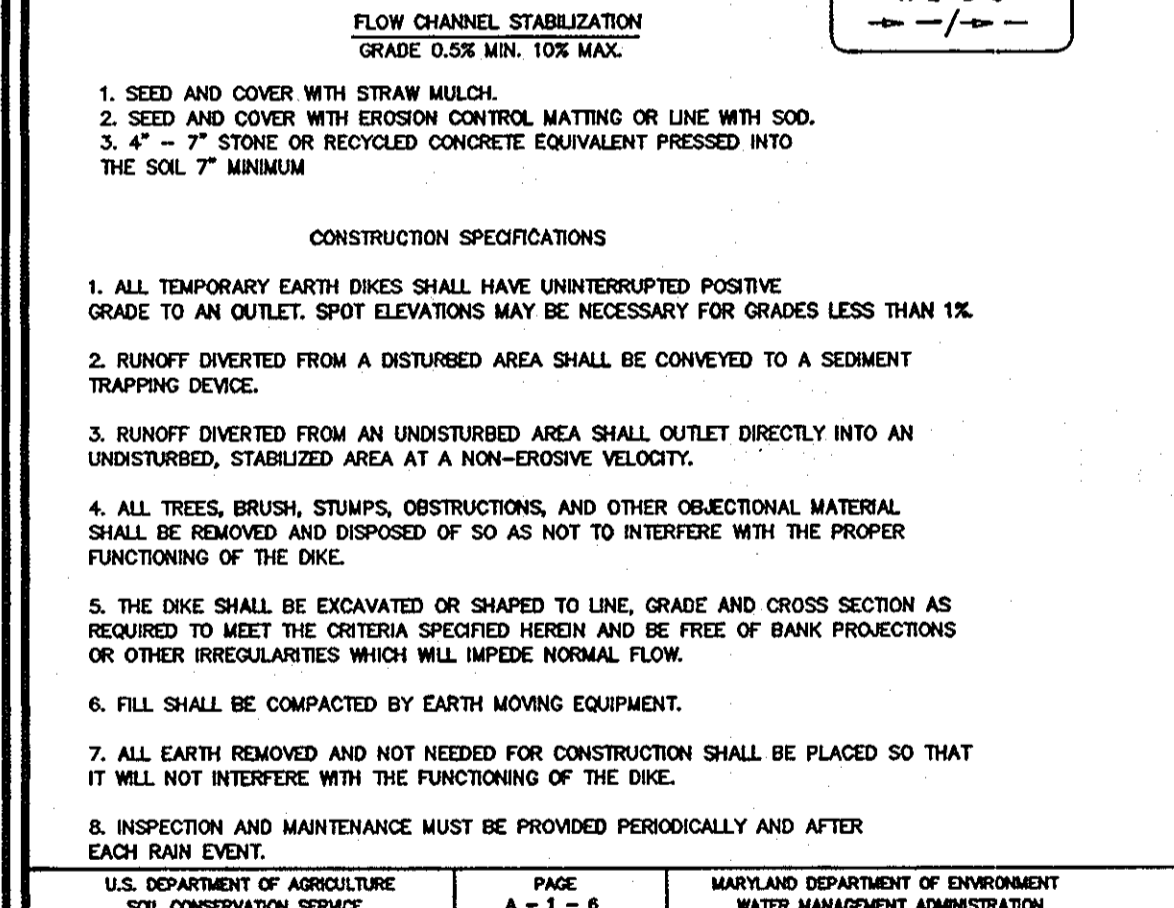 FLOW CHANNEL STABILIZATION
GRADE 0.5% MIN. 10% MAX.
1. SEED AND COVER WITH STRAW MULCH.
2. SEED AND COVER WITH EROSION CONTROL MATTING OR LINE WITH SOD.
3. 4" - 7" STONE OR RECYCLED CONCRETE EQUIVALENT PRESSED INTO
THE SOIL 7" MINIMUM
CONSTRUCTION SPECIFICATIONS
1. ALL TEMPORARY EARTH DIKES SHALL HAVE UNINTERRUPTED POSITIVE
GRADE TO AN OUTLET. SPOT ELEVATIONS MAY BE NECESSARY FOR GRADES LESS THAN 1%.
2. RUNOFF DIVERTED FROM A DISTURBED AREA SHALL BE CONVEYED TO A SEDIMENT
TRAPPING DEVICE.
3. RUNOFF DIVERTED FROM AN UNDISTURBED AREA SHALL OUTLET DIRECTLY INTO AN
UNDISTURBED, STABILIZED AREA AT A NON-EROSIVE VELOCITY.
4. ALL TREES, BRUSH, STUMPS, OBSTRUCTIONS, AND OTHER OBJECTIONAL MATERIAL
SHALL BE REMOVED AND DISPOSED OF SO AS NOT TO INTERFERE WITH THE PROPER
FUNCTIONING OF THE DIKE.
5. THE DIKE SHALL BE EXCAVATED OR SHAPED TO LINE, GRADE AND CROSS SECTION AS
REQUIRED TO MEET THE CRITERIA SPECIFIED HEREIN AND BE FREE OF BANK PROJECTIONS
OR OTHER IRREGULARITIES WHICH WILL IMPEDE NORMAL FLOW.
6. FILL SHALL BE COMPACTED BY EARTH MOVING EQUIPMENT.
7. ALL EARTH REMOVED AND NOT NEEDED FOR CONSTRUCTION SHALL BE PLACED SO THAT
IT WILL NOT INTERFERE WITH THE FUNCTIONING OF THE DIKE.
8. INSPECTION AND MAINTENANCE MUST BE PROVIDED PERIODICALLY AND AFTER
EACH RAIN EVENT.
U.S. DEPARTMENT OF AGRICULTURE
SOIL CONSERVATION SERVICE
PAGE
A - 1 - 6
MARYLAND DEPARTMENT OF ENVIRONMENT
WATER MANAGEMENT ADMINISTRATION